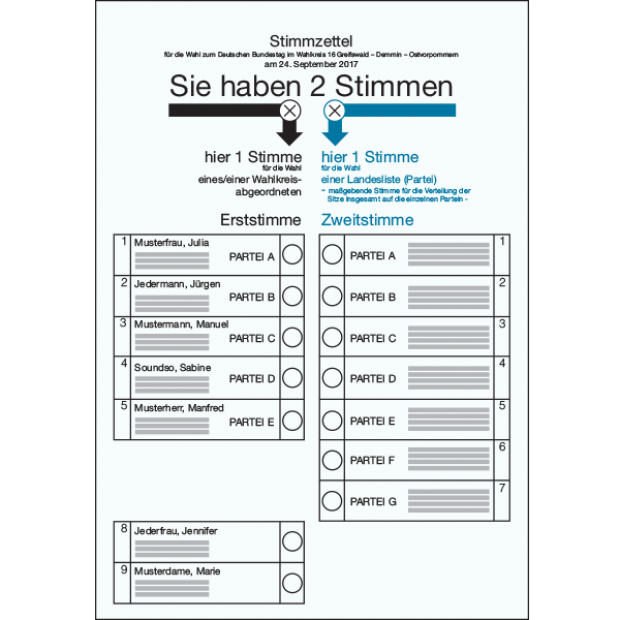 Stimmzettel
für die Wahl zum Deutschen Bundestag im Wahlkreis 16 Greifswald – Demmin – Ostvorpommern
am 24. September 2017
Sie haben 2 Stimmen
hier 1 Stimme
für die Wahl
eines/einer Wahlkreis-
abgeordneten
Erststimme
hier 1 Stimme
für die Wahl
einer Landesliste (Partei)
– maßgebende Stimme für die Verteilung der
Sitze insgesamt auf die einzelnen Parteien -
Zweitstimme
1 Musterfrau, Julia
PARTEI A
2 Jedermann, Jürgen
PARTEI B
3 Mustermann, Manuel
PARTEI C
4 Soundso, Sabine
PARTEI D
5 Musterherr, Manfred
PARTEI E
8 Jederfrau, Jennifer
9 Musterdame, Marie
PARTEI A 1
PARTEI B 2
PARTEI C 3
PARTEI D 4
PARTEI E 5
PARTEI F 6
PARTEI G 7